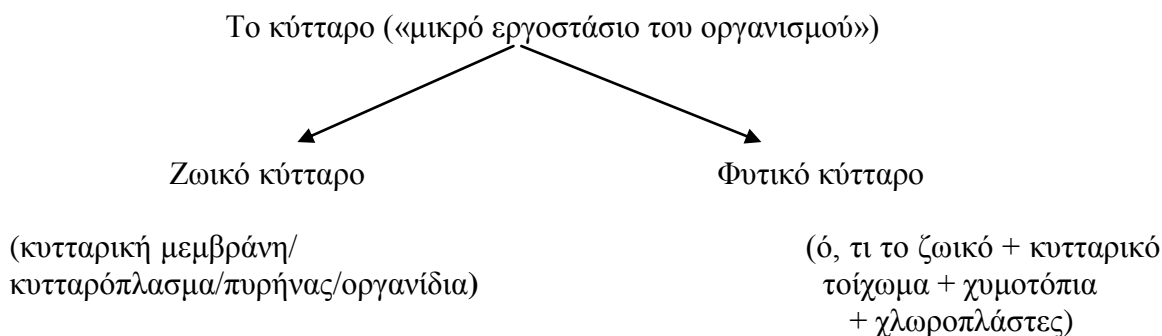 Το κύτταρο («μικρό εργοστάσιο του οργανισμού»)
Ζωικό κύτταρο
Φυτικό κύτταρο
(κυτταρική μεμβράνη/
κυτταρόπλασμα/πυρήνας/οργανίδια)
(ό, τι το ζωικό + κυτταρικό
τοίχωμα + χυμοτόπια
+ χλωροπλάστες)